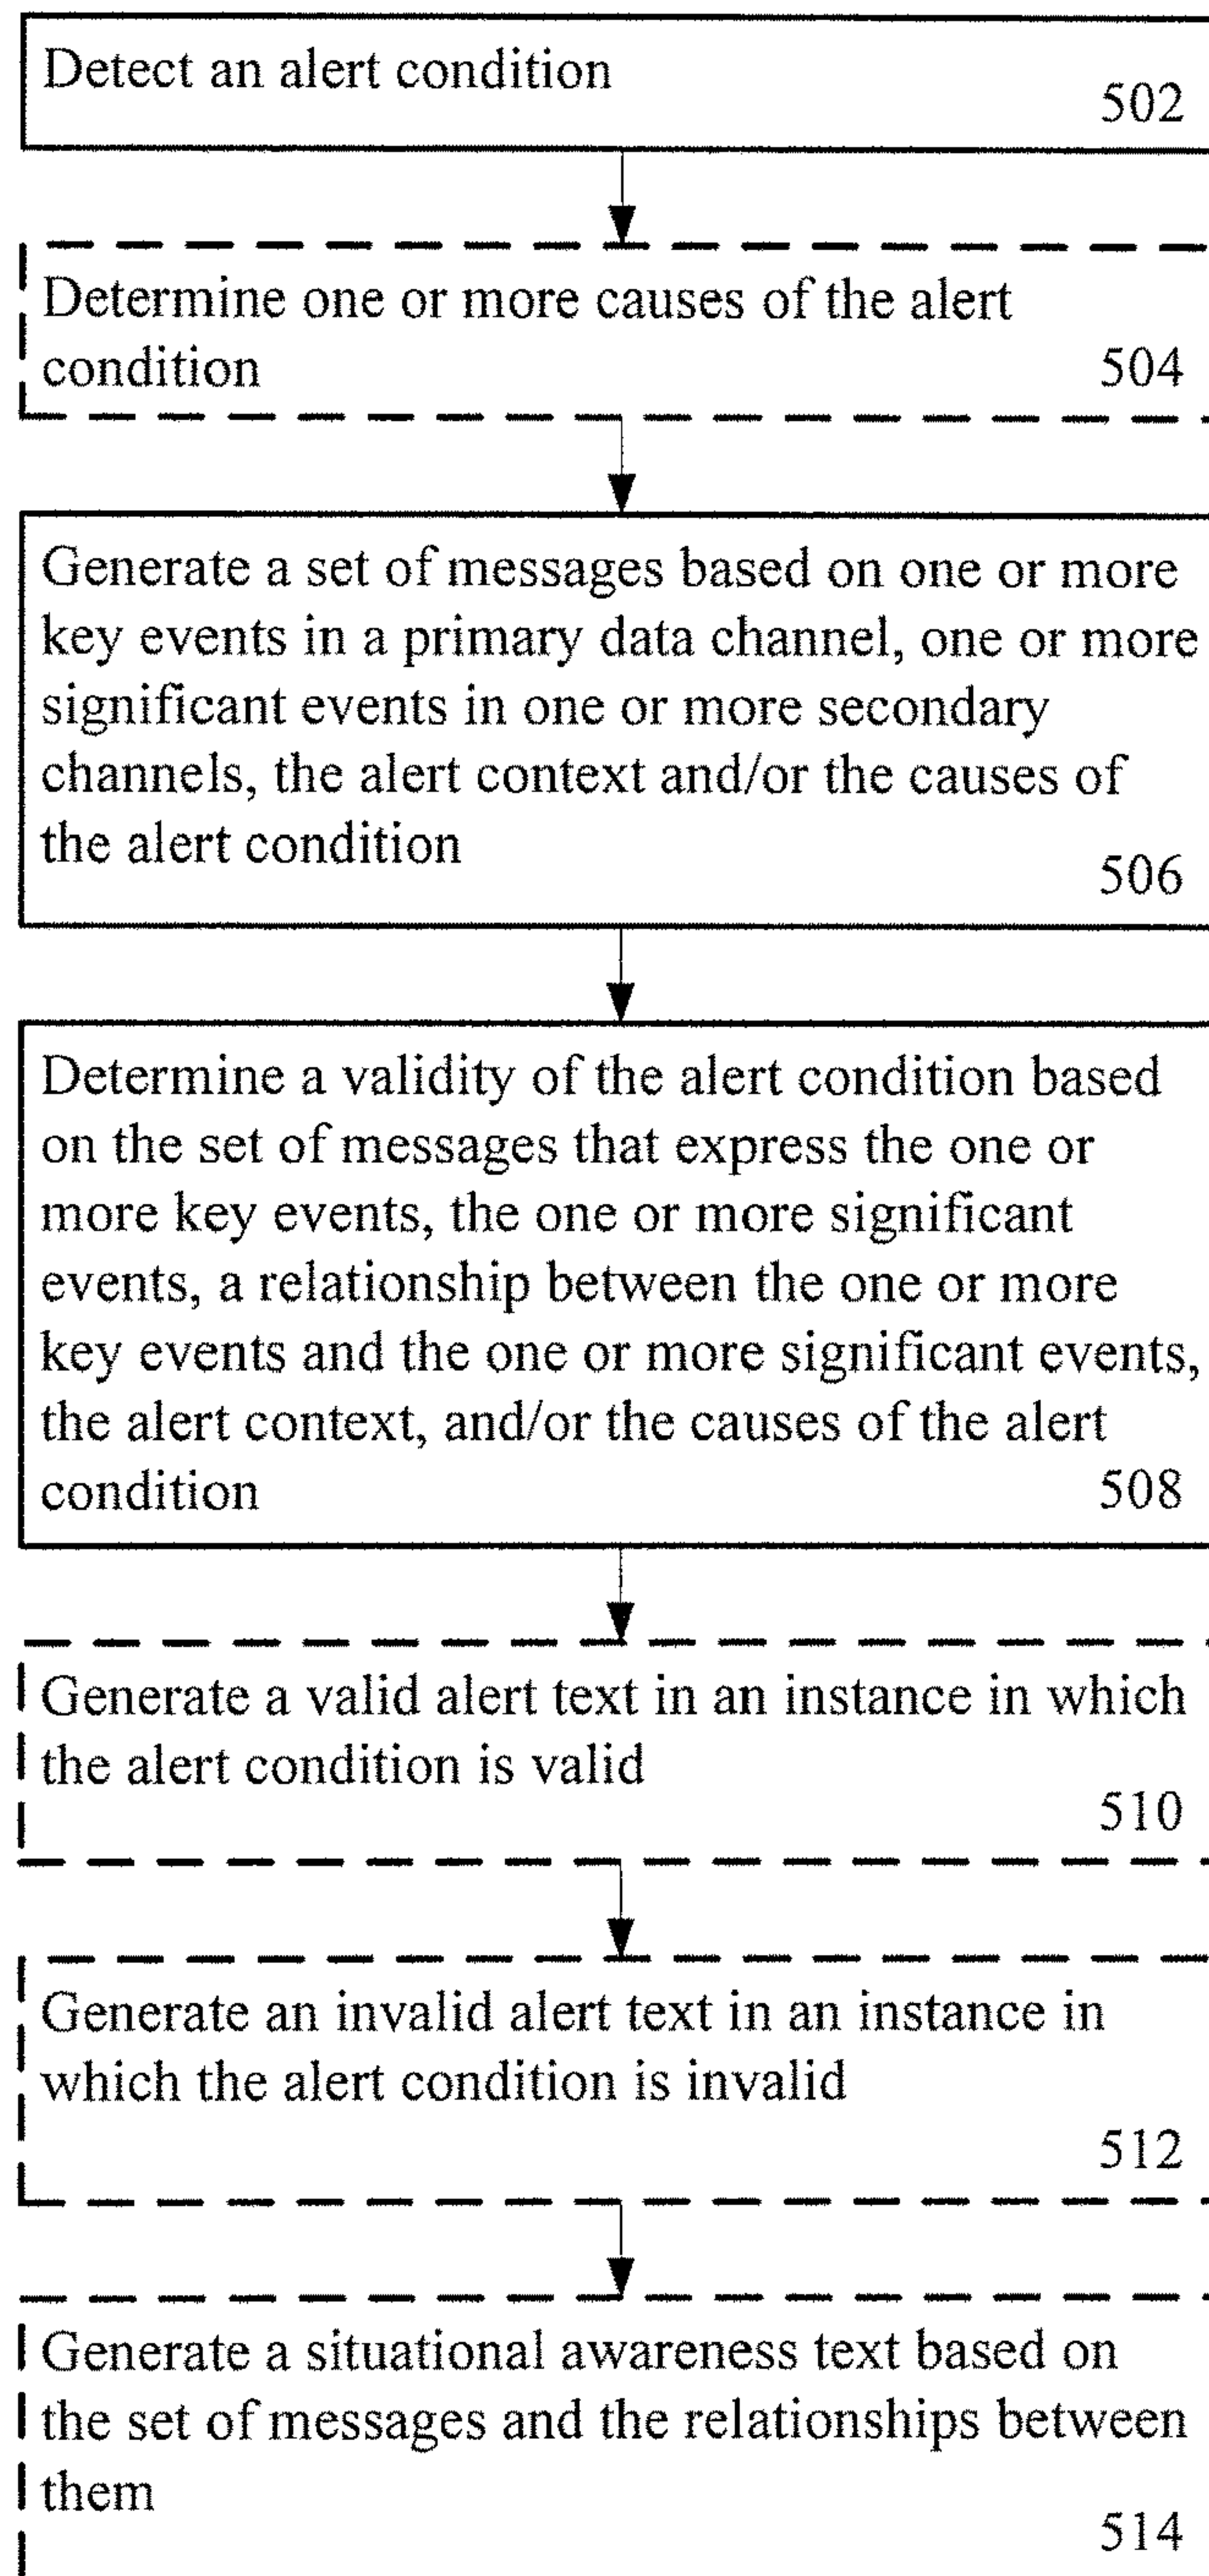 Detect an alert condition
502
Determine one or more causes of the alert
condition
504
Generate a set of messages based on one or more
key events in a primary data channel, one or more
significant events in one or more secondary
channels, the alert context and/or the causes of
the alert condition
506
Determine a validity of the alert condition based
on the set of messages that express the one or
more key events, the one or more significant
events, a relationship between the one or more
key events and the one or more significant events,
the alert context, and/or the causes of the alert
condition
508
Generate a valid alert text in an instance in which
the alert condition is valid
510
Generate an invalid alert text in an instance in
which the alert condition is invalid
512
Generate a situational awareness text based on
the set of messages and the relationships between
them
514